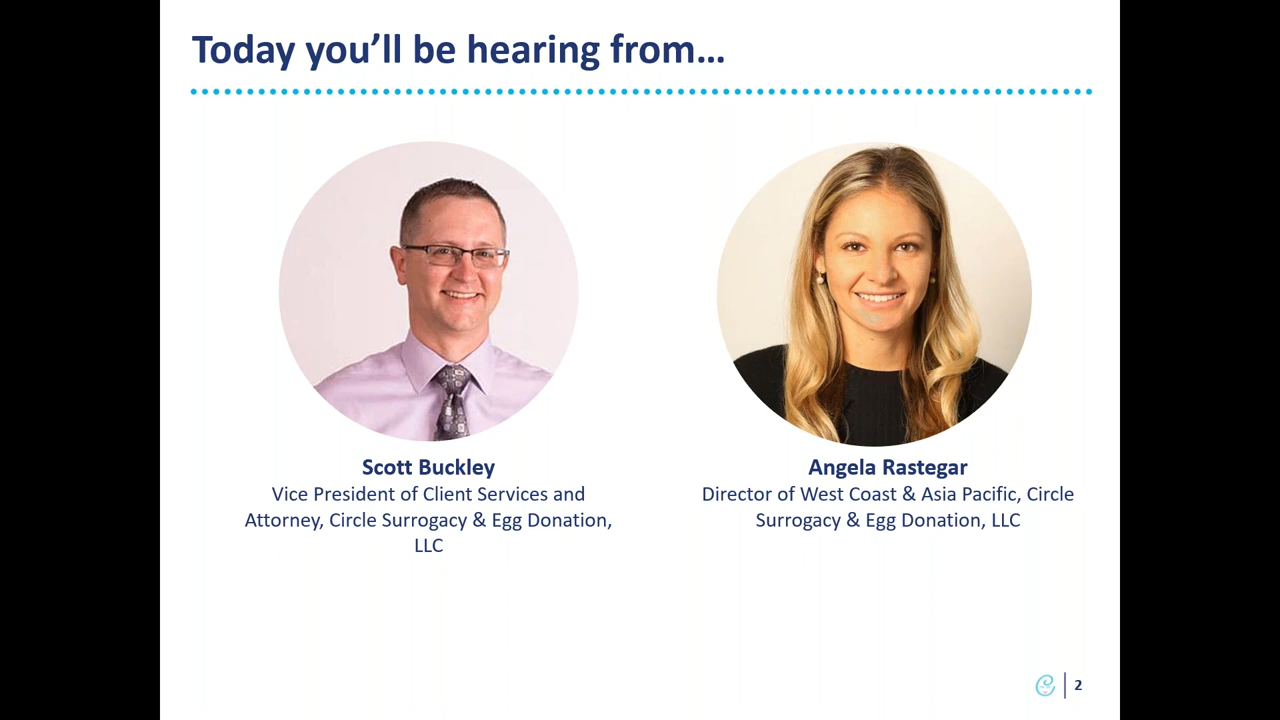 Today you’ll be hearing from…
Scott Buckley
Vice President of Client Services and
Attorney, Circle Surrogacy & Egg Donation,
LLC
Angela Rastegar
Director of West Coast & Asia Pacific, Circle
Surrogacy & Egg Donation, LLC
2